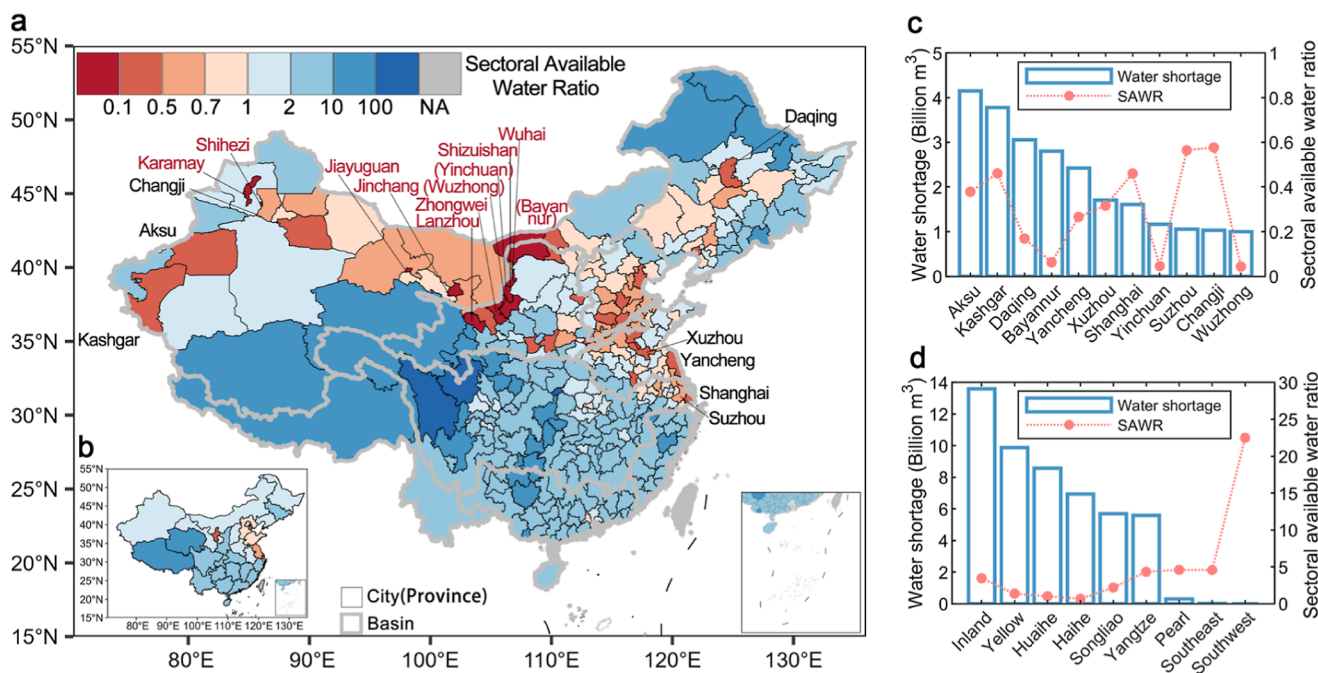 a
55°N
50°N
45°N
40°N
35°N
30°N
25°N
20°N
15°N
80°E
90°E
100°E
110°E
120°E
130°E
0.1 0.5 0.7 1 2 10 100 NA
Sectoral Available
Water Ratio
Daqing
Wuhai
Shihezi
Shizuishan
Karamay
Jiayuguan
(Yinchuan)
Changji
Jinchang
(Wuzhong)
Zhongwei
(Bayan
nur)
Lanzhou
Aksu
Kashgar
Xuzhou
Yancheng
Shanghai
Suzhou
City(Province)
Basin
b
55°N
50°N
45°N
40°N
35°N
30°N
25°N
20°N
15°N
80°E 90°E 100°E 110°E 120°E 130°E
c
Water shortage (Billion m³)
5
4
3
2
1
0
Water shortage
SAWR
1
0.8
0.6
0.4
0.2
0
Sectoral available water ratio
Aksu
Kashgar
Daqing
Bayannur
Yancheng
Xuzhou
Shanghai
Yinchuan
Suzhou
Changji
Wuzhong
d
Water shortage (Billion m³)
14
12
10
8
6
4
2
0
Water shortage
SAWR
30
25
20
15
10
5
0
Sectoral available water ratio
Inland
Yellow
Huaihe
Haihe
Songliao
Yangtze
Pearl
Southeast
Southwest